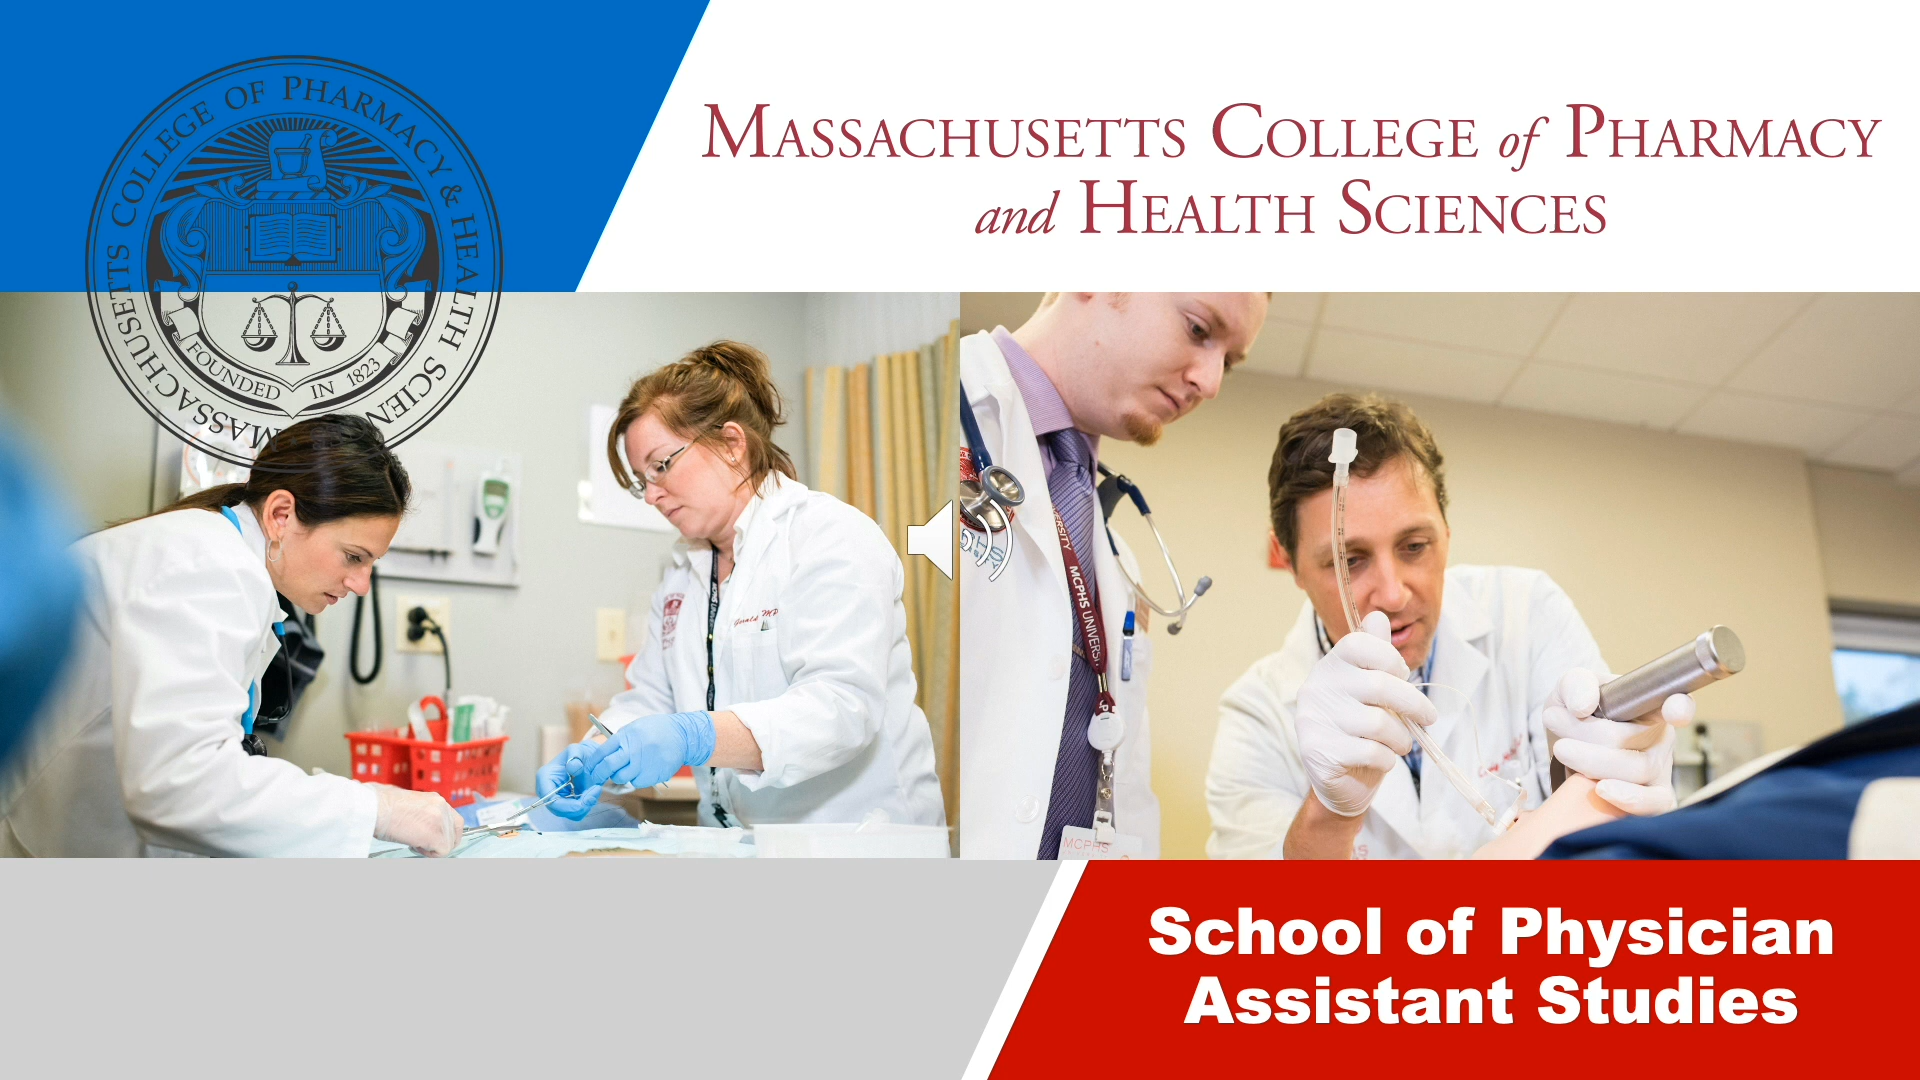 MASSACHUSETTS COLLEGE OF PHARMACY & HEALTH SCIEN
FOUNDED IN 1823
MASSACHUSETTS COLLEGE of PHARMACY
and HEALTH SCIENCES
MCPHS UNIVERSITY
MCPHS
School of Physician
Assistant Studies